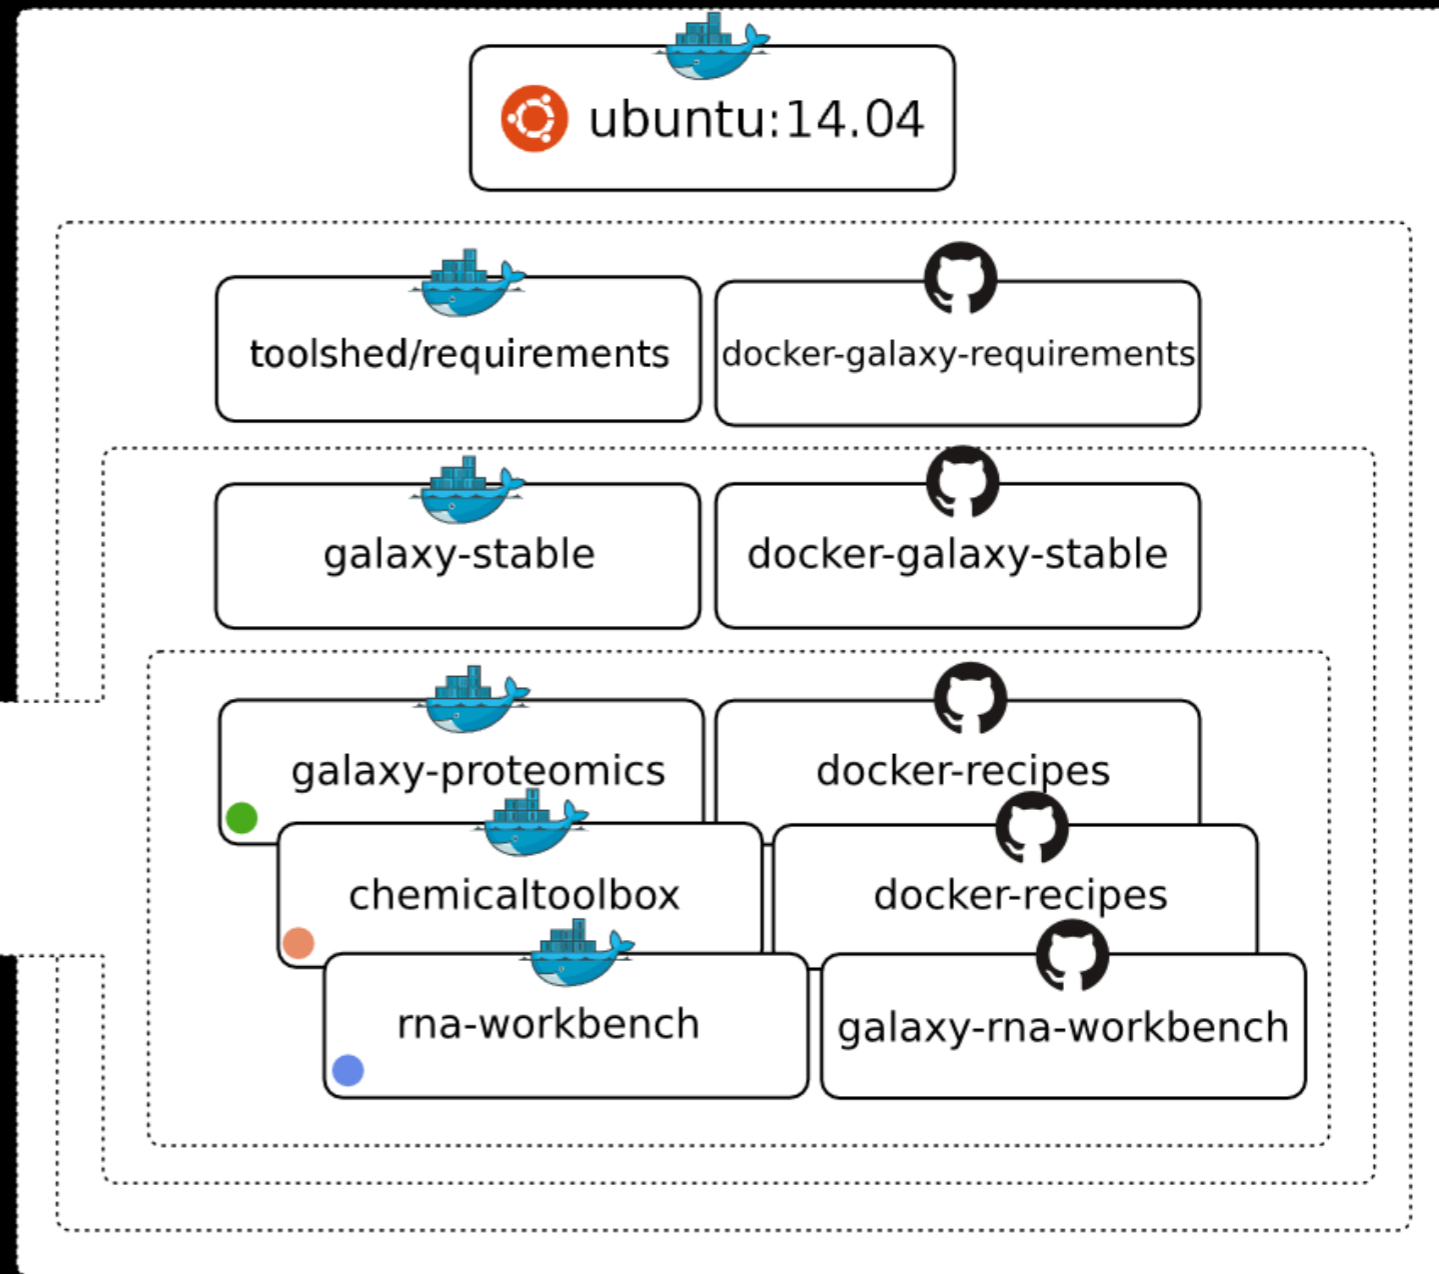 ubuntu:14.04
toolshed/requirements
docker-galaxy-requirements
galaxy-stable
docker-galaxy-stable
galaxy-proteomics
docker-recipes
chemicaltoolbox
docker-recipes
rna-workbench
galaxy-rna-workbench